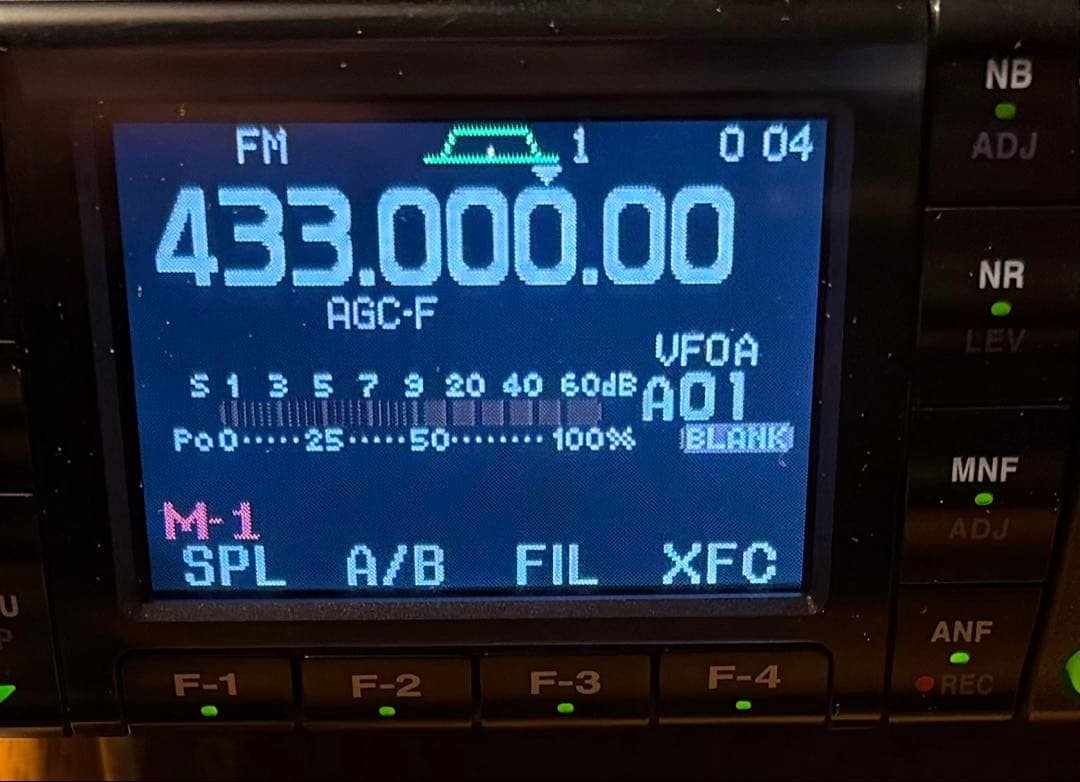 FM 1 0 04
433.000.00
AGC-F
VFOA
S 1 3 5 7 9 20 40 60dB
A01
Po0·····25·····50········100%
BLANK
M-1
SPL A/B FIL XFC
F-1 F-2 F-3 F-4
NB
ADJ
NR
LEV
MNF
ADJ
ANF
REC
U
P